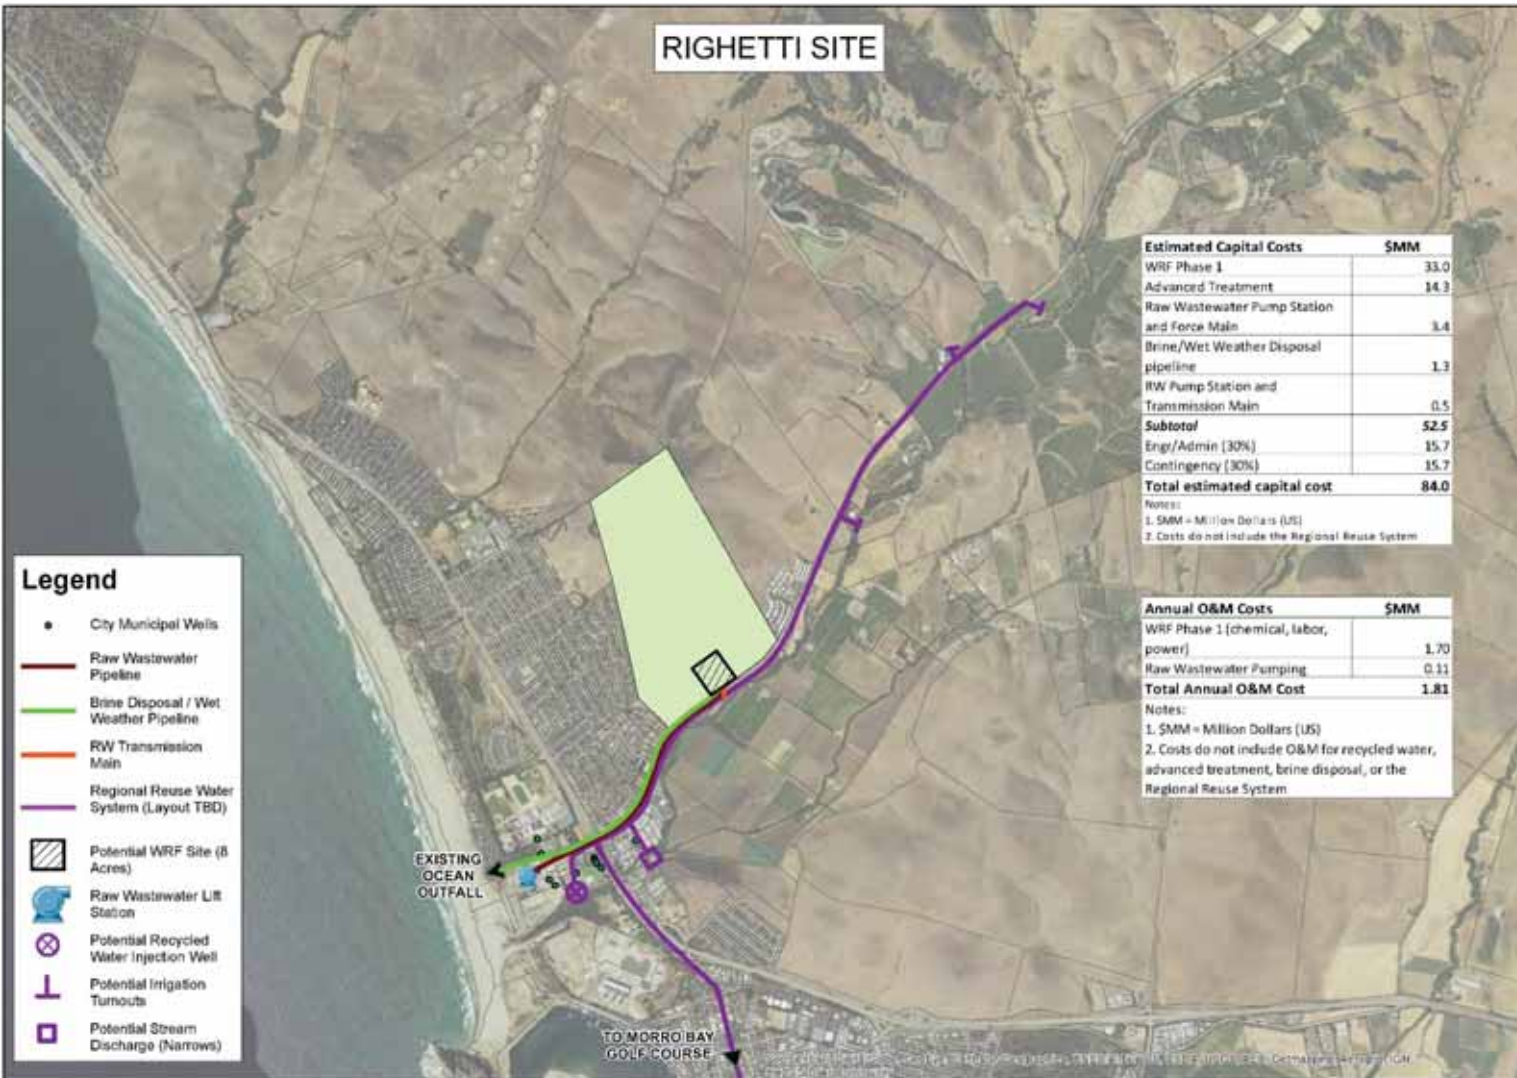 RIGHETTI SITE
Estimated Capital Costs $MM
WRF Phase 1 33.0
Advanced Treatment 14.3
Raw Wastewater Pump Station
and Force Main 3.4
Brine/Wet Weather Disposal
pipeline 1.3
RW Pump Station and
Transmission Main 0.5
Subtotal 52.5
Engr/Admin (30%) 15.7
Contingency (30%) 15.7
Total estimated capital cost 84.0
Notes:
1. $MM = Million Dollars (US)
2. Costs do not include the Regional Reuse System
Annual O&M Costs $MM
WRF Phase 1 (chemical, labor,
power) 1.70
Raw Wastewater Pumping 0.11
Total Annual O&M Cost 1.81
Notes:
1. $MM = Million Dollars (US)
2. Costs do not include O&M for recycled water,
advanced treatment, brine disposal, or the
Regional Reuse System
Legend
City Municipal Wells
Raw Wastewater
Pipeline
Brine Disposal / Wet
Weather Pipeline
RW Transmission
Main
Regional Reuse Water
System (Layout TBD)
Potential WRF Site (8
Acres)
Raw Wastewater Lift
Station
Potential Recycled
Water Injection Well
Potential Irrigation
Turnouts
Potential Stream
Discharge (Narrows)
EXISTING
OCEAN
OUTFALL
TO MORRO BAY
GOLF COURSE